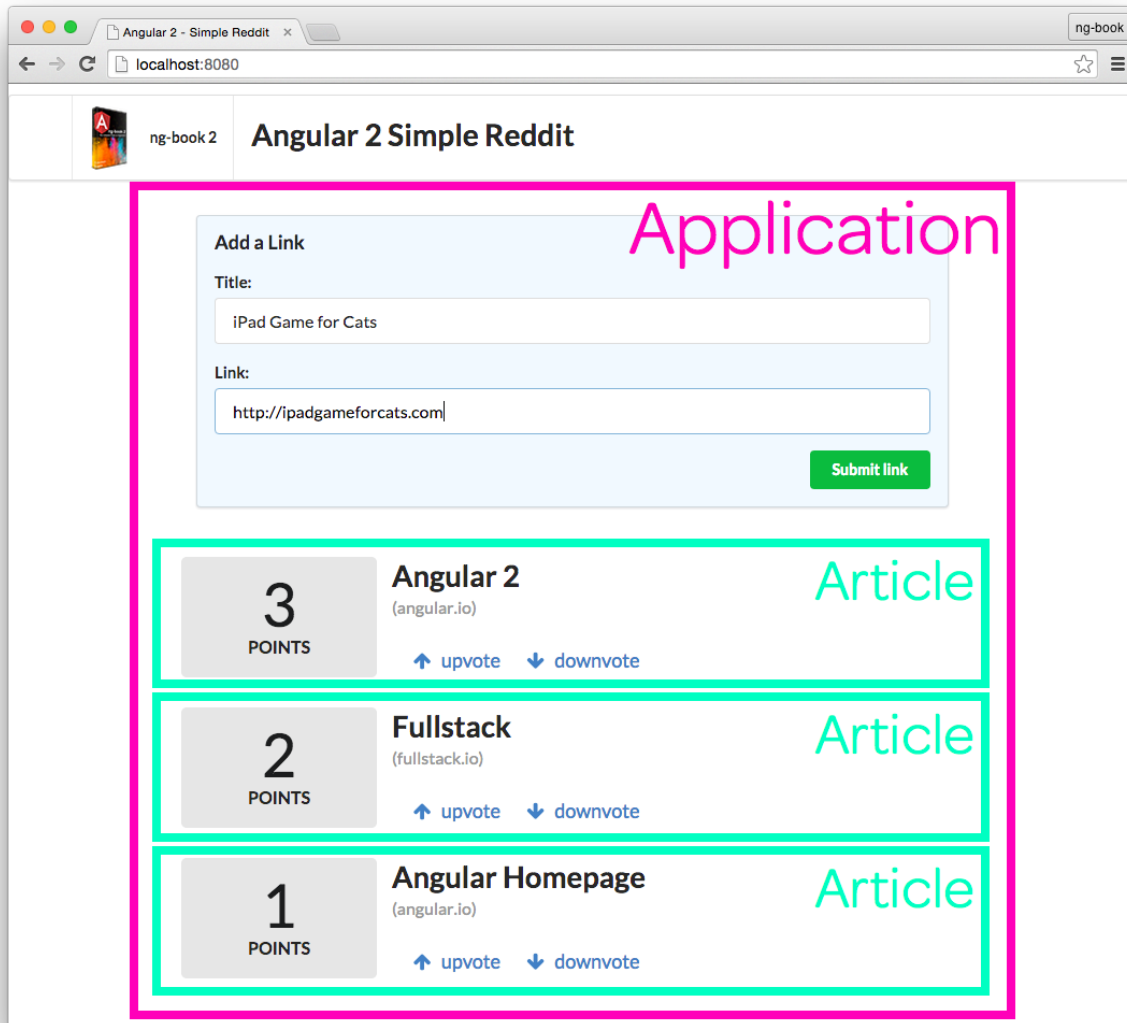 Angular 2 - Simple Reddit
ng-book
localhost:8080
ng-book 2
Angular 2 Simple Reddit
Application
Add a Link
Title:
iPad Game for Cats
Link:
http://ipadgameforcats.com
Submit link
3
POINTS
Angular 2
(angular.io)
upvote downvote
Article
2
POINTS
Fullstack
(fullstack.io)
upvote downvote
Article
1
POINTS
Angular Homepage
(angular.io)
upvote downvote
Article